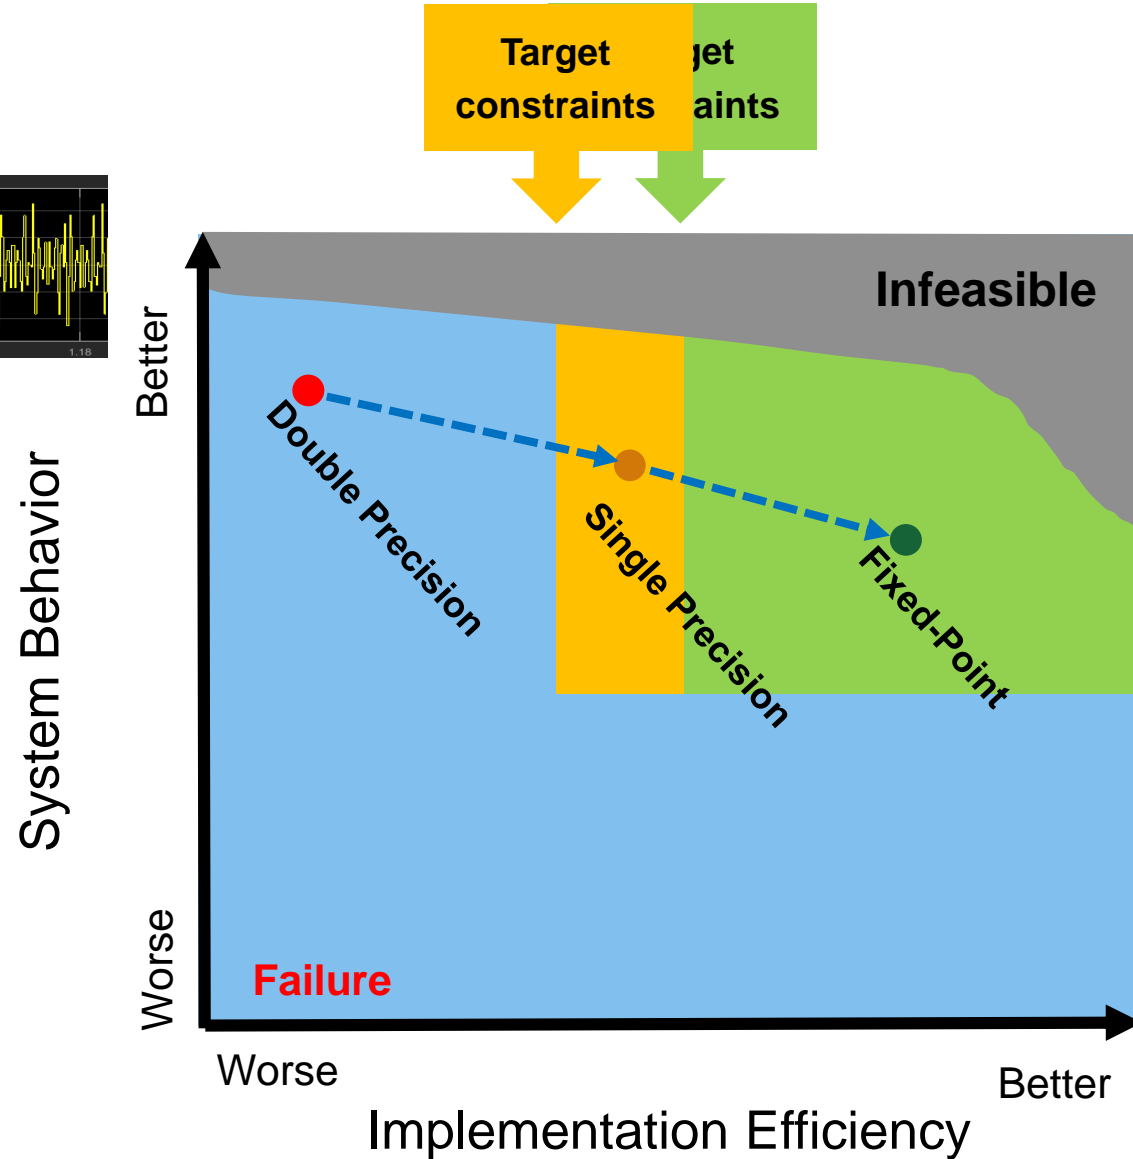 Target
constraints
get
aints
1.18
Infeasible
Better
System Behavior
Double Precision
Single Precision
Fixed-Point
Worse
Failure
Worse
Better
Implementation Efficiency